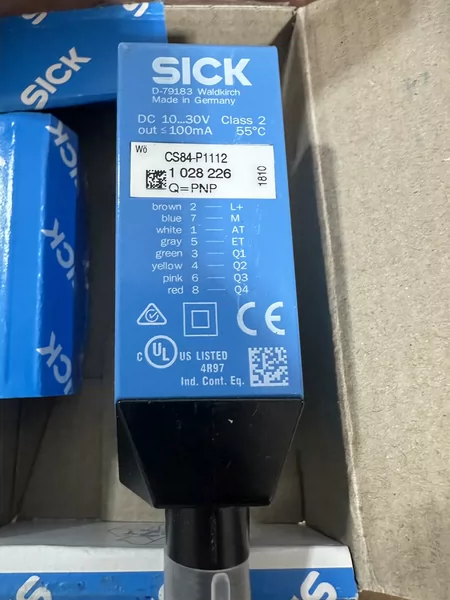 SICK
SICK
D-79183 Waldkirch
Made in Germany
DC 10...30V Class 2
out ≤ 100mA 55°C
Wö
CS84-P1112
1 028 226
Q=PNP
1810
brown 2 — L+
blue 7 — M
white 1 — AT
gray 5 — ET
green 3 — Q1
yellow 4 — Q2
pink 6 — Q3
red 8 — Q4
CE
C UL US LISTED
4R97
Ind. Cont. Eq.
SICK
SICK